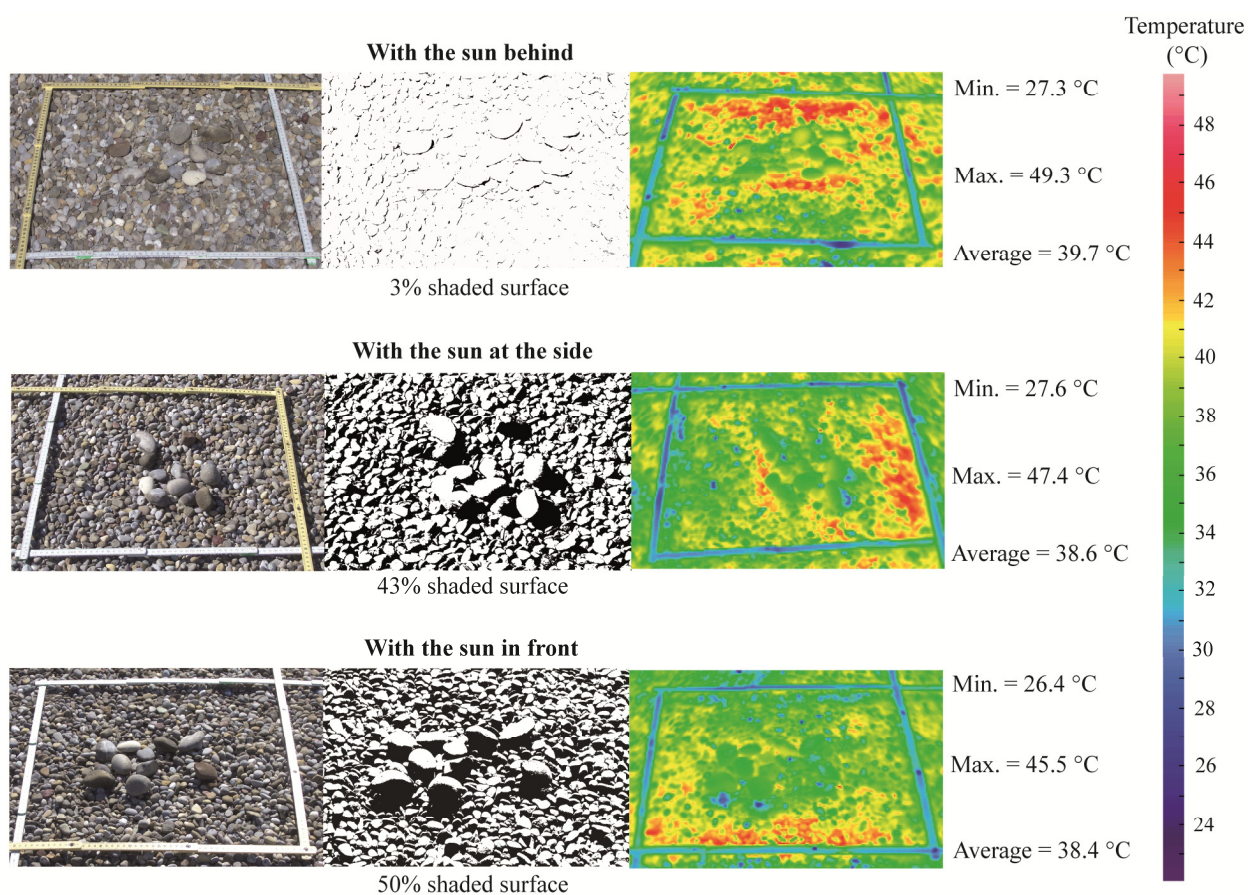 Temperature
(°C)
With the sun behind
Min. = 27.3 °C
Max. = 49.3 °C
Average = 39.7 °C
3% shaded surface
With the sun at the side
Min. = 27.6 °C
Max. = 47.4 °C
Average = 38.6 °C
43% shaded surface
With the sun in front
Min. = 26.4 °C
Max. = 45.5 °C
Average = 38.4 °C
50% shaded surface
48
46
44
42
40
38
36
34
32
30
28
26
24